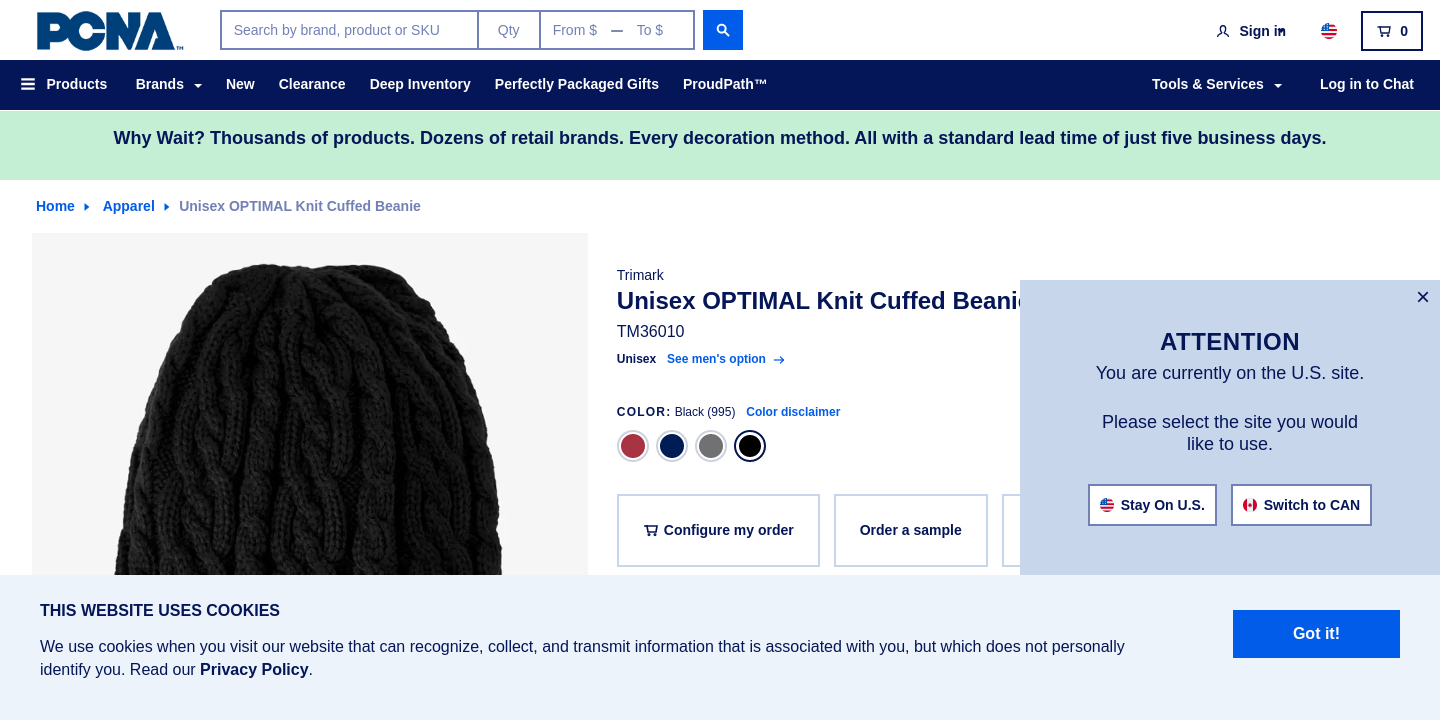 PCNA™
Search by brand, product or SKU
Qty
From $ — To $
Sign in
0
Products
Brands
New
Clearance
Deep Inventory
Perfectly Packaged Gifts
ProudPath™
Tools & Services
Log in to Chat
Why Wait? Thousands of products. Dozens of retail brands. Every decoration method. All with a standard lead time of just five business days.
Home
Apparel
Unisex OPTIMAL Knit Cuffed Beanie
Trimark
Unisex OPTIMAL Knit Cuffed Beanie
TM36010
Unisex See men's option
COLOR: Black (995) Color disclaimer
Configure my order
Order a sample
×
ATTENTION
You are currently on the U.S. site.
Please select the site you would
like to use.
Stay On U.S.
Switch to CAN
THIS WEBSITE USES COOKIES
We use cookies when you visit our website that can recognize, collect, and transmit information that is associated with you, but which does not personally
identify you. Read our Privacy Policy.
Got it!